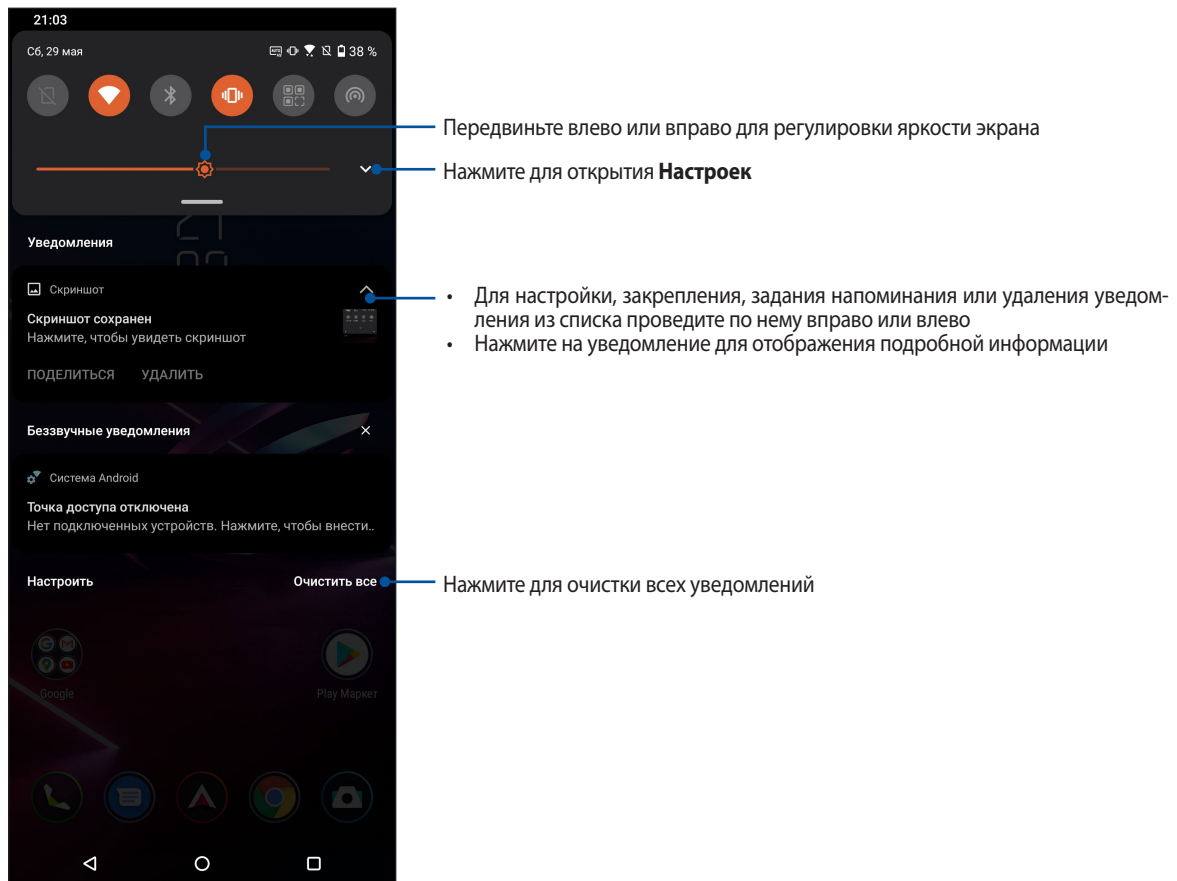 21:03
Сб, 29 мая
38 %
Передвиньте влево или вправо для регулировки яркости экрана
Нажмите для открытия Настроек
Уведомления
Скриншот
Скриншот сохранен
Нажмите, чтобы увидеть скриншот
ПОДЕЛИТЬСЯ УДАЛИТЬ
• Для настройки, закрепления, задания напоминания или удаления уведом-
ления из списка проведите по нему вправо или влево
• Нажмите на уведомление для отображения подробной информации
Беззвучные уведомления
Система Android
Точка доступа отключена
Нет подключенных устройств. Нажмите, чтобы внести..
Настроить Очистить все
Нажмите для очистки всех уведомлений
Google Play Маркет